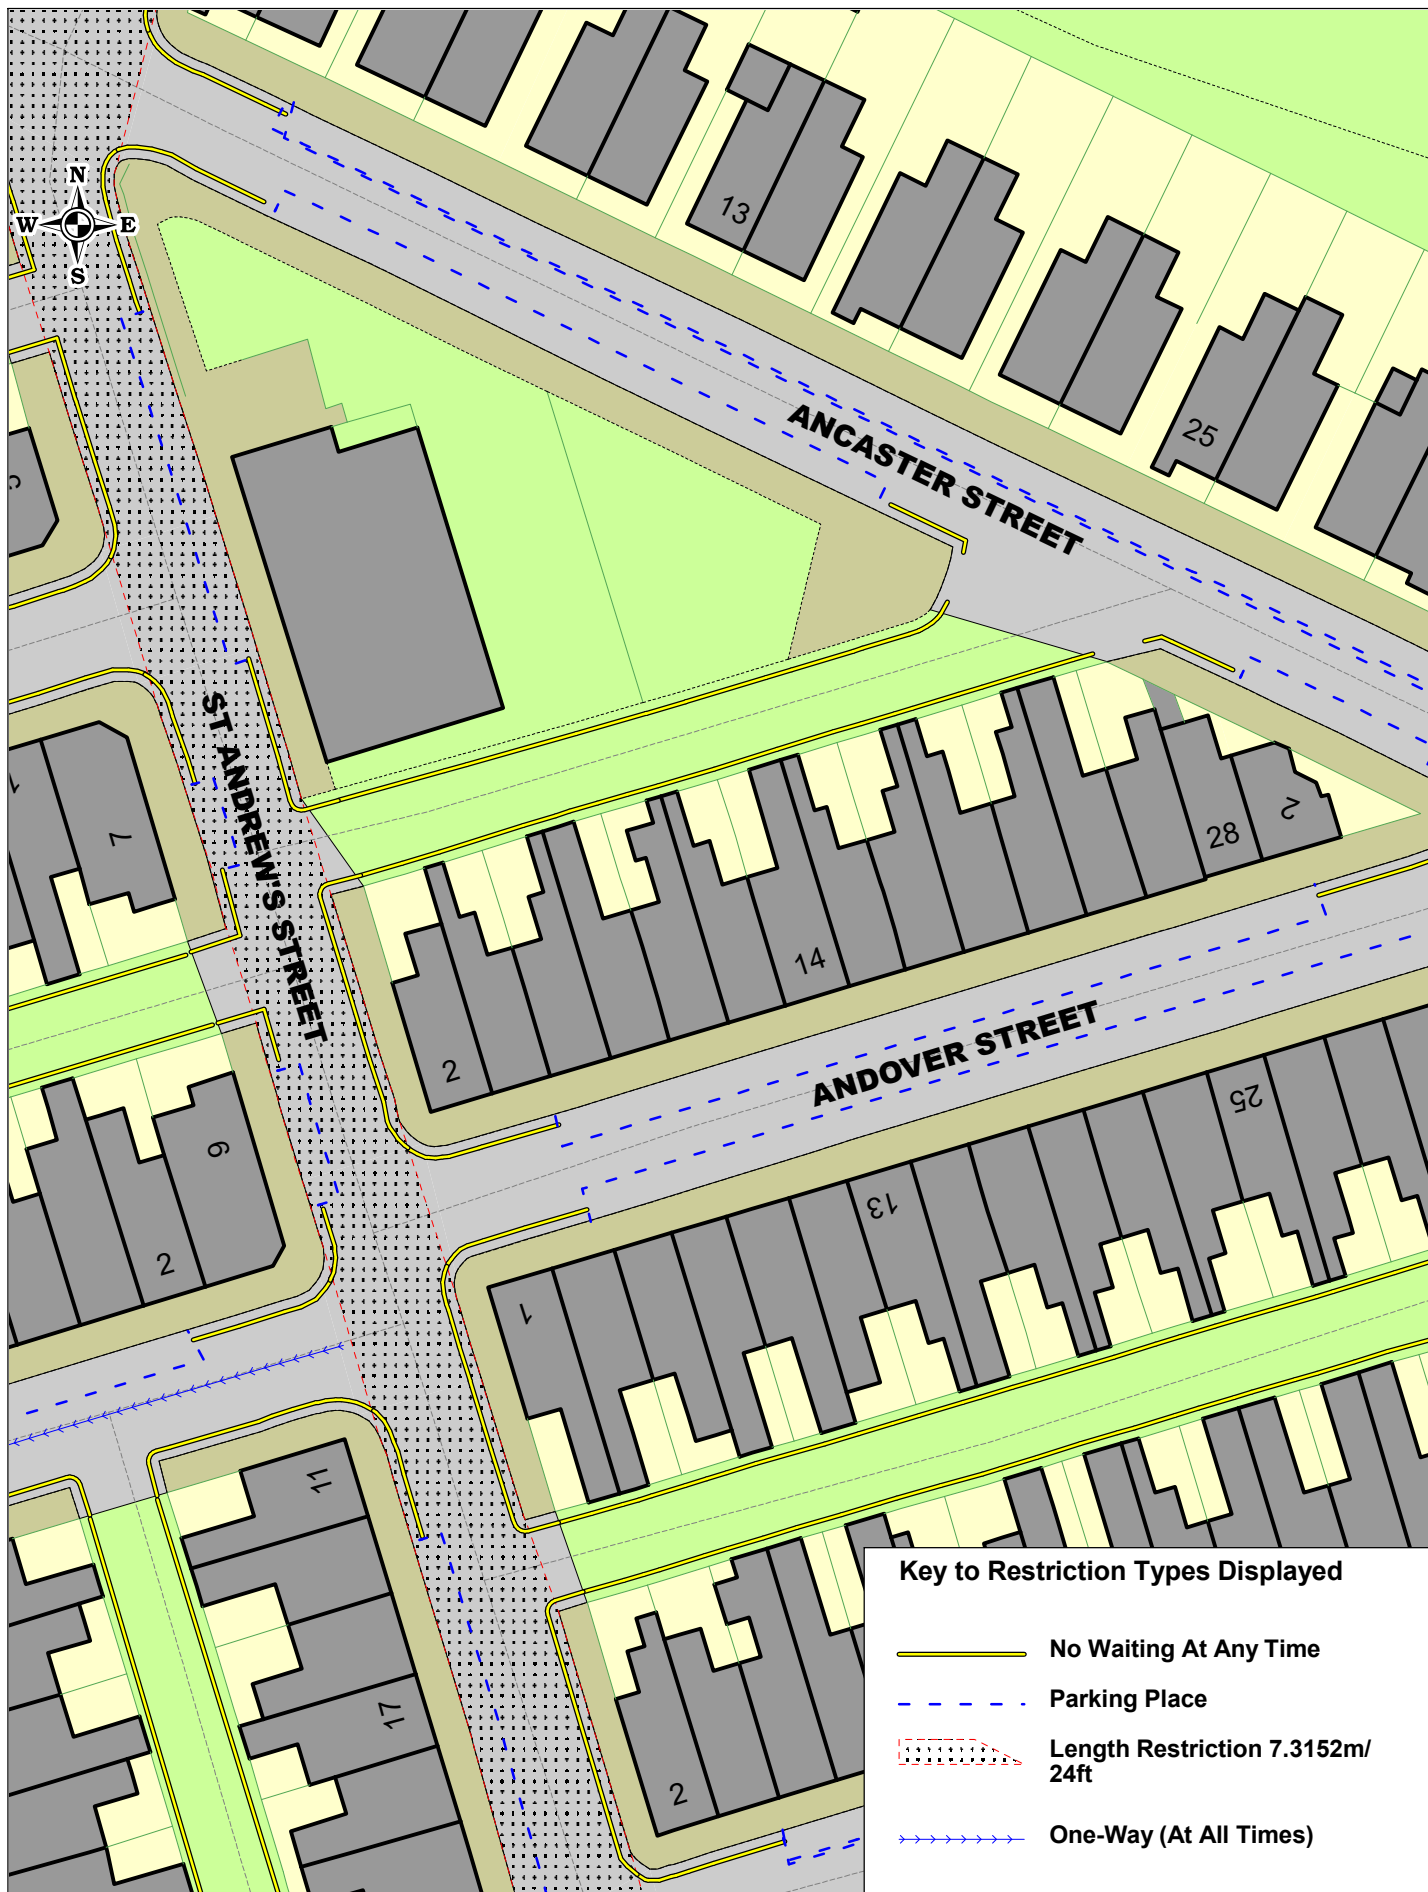 N
W E
S
13
25
ANCASTER STREET
ST ANDREW'S STREET
7
28
2
14
2
ANDOVER STREET
25
9
13
2
1
11
17
2
Key to Restriction Types Displayed
No Waiting At Any Time
Parking Place
Length Restriction 7.3152m/
24ft
One-Way (At All Times)